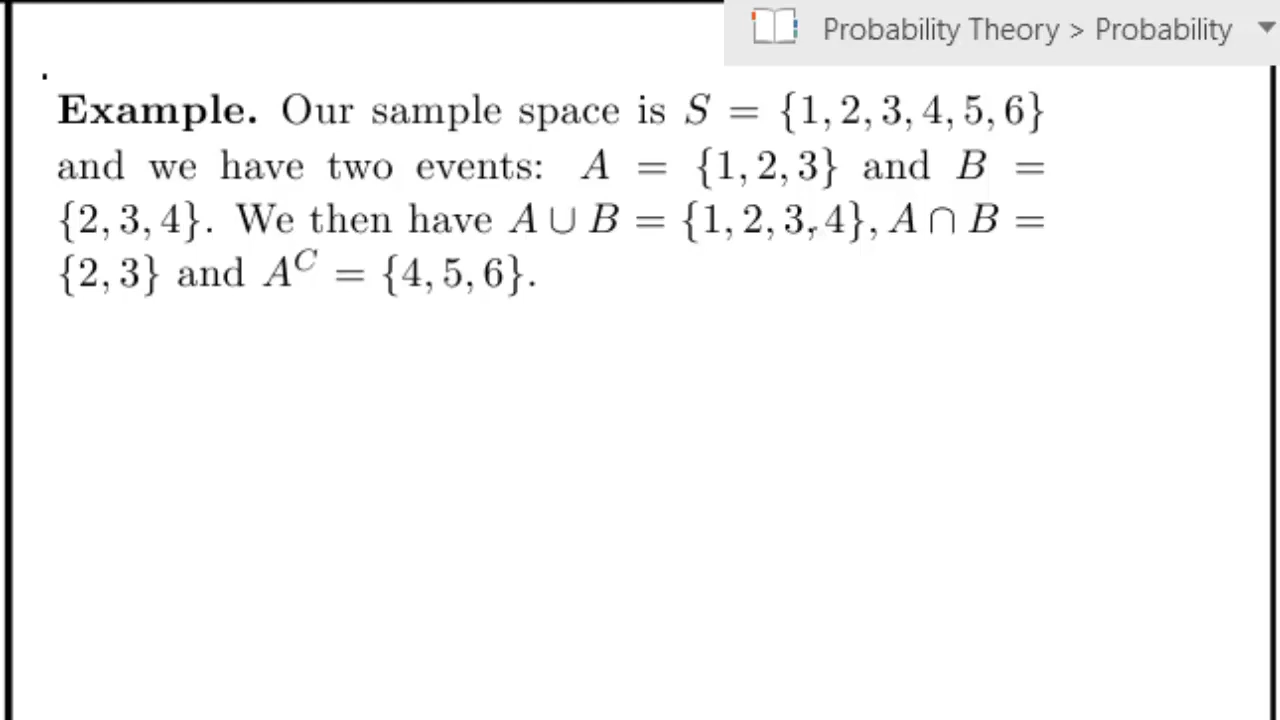 Probability Theory > Probability
Example. Our sample space is S = {1, 2, 3, 4, 5, 6}
and we have two events: A = {1, 2, 3} and B =
{2, 3, 4}. We then have A ∪ B = {1, 2, 3, 4}, A ∩ B =
{2, 3} and Aᶜ = {4, 5, 6}.